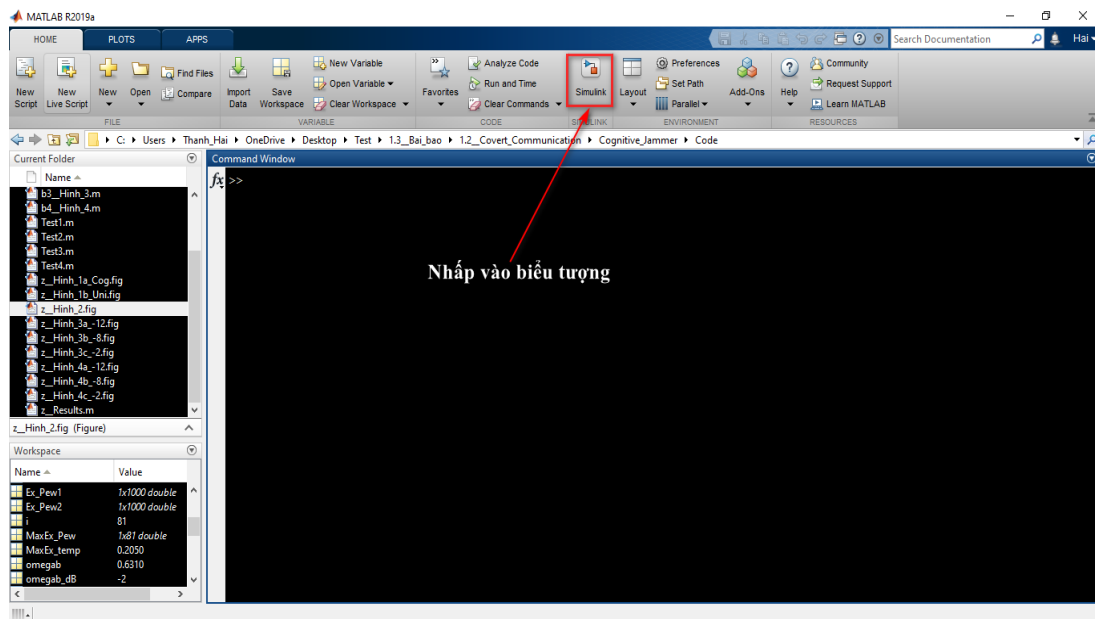 MATLAB R2019a
HOME PLOTS APPS Search Documentation Hai
New Script New Live Script New Open Find Files Compare Import Data Save Workspace New Variable Open Variable Clear Workspace Favorites Analyze Code Run and Time Clear Commands Simulink Layout Preferences Set Path Parallel Add-Ons Help Community Request Support Learn MATLAB
FILE VARIABLE CODE SIMULINK ENVIRONMENT RESOURCES
C: Users Thanh_Hai OneDrive Desktop Test 1.3__Bai_bao 1.2__Covert_Communication Cognitive_Jammer Code
Current Folder
Name
b3__Hinh_3.m
b4__Hinh_4.m
Test1.m
Test2.m
Test3.m
Test4.m
z__Hinh_1a_Cog.fig
z__Hinh_1b_Uni.fig
z__Hinh_2.fig
z__Hinh_3a_-12.fig
z__Hinh_3b_-8.fig
z__Hinh_3c_-2.fig
z__Hinh_4a_-12.fig
z__Hinh_4b_-8.fig
z__Hinh_4c_-2.fig
z__Results.m
z__Hinh_2.fig (Figure)
Workspace
Name Value
Ex_Pew1 1x1000 double
Ex_Pew2 1x1000 double
i 81
MaxEx_Pew 1x81 double
MaxEx_temp 0.2050
omegab 0.6310
omegab_dB -2
Command Window
fx >>
Nhấp vào biểu tượng